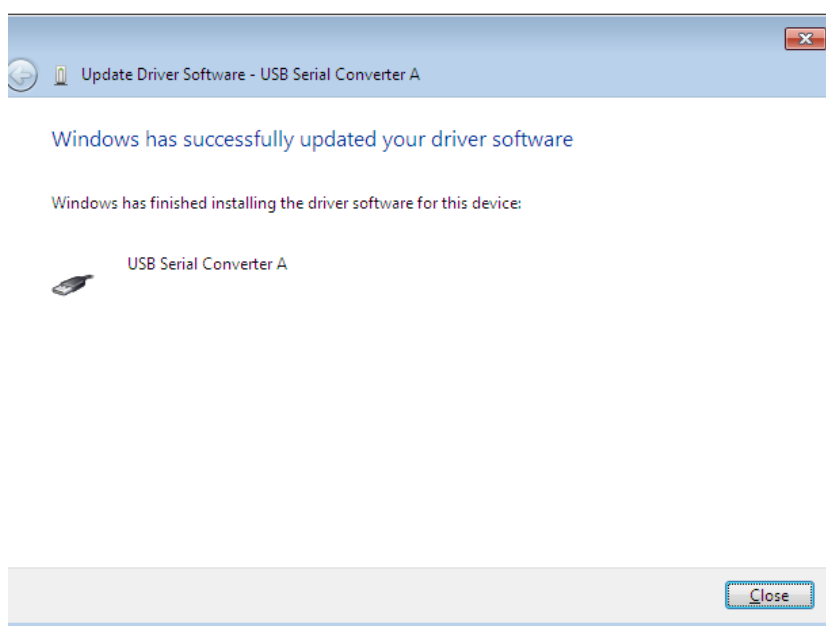 Update Driver Software - USB Serial Converter A
Windows has successfully updated your driver software
Windows has finished installing the driver software for this device:
USB Serial Converter A
Close